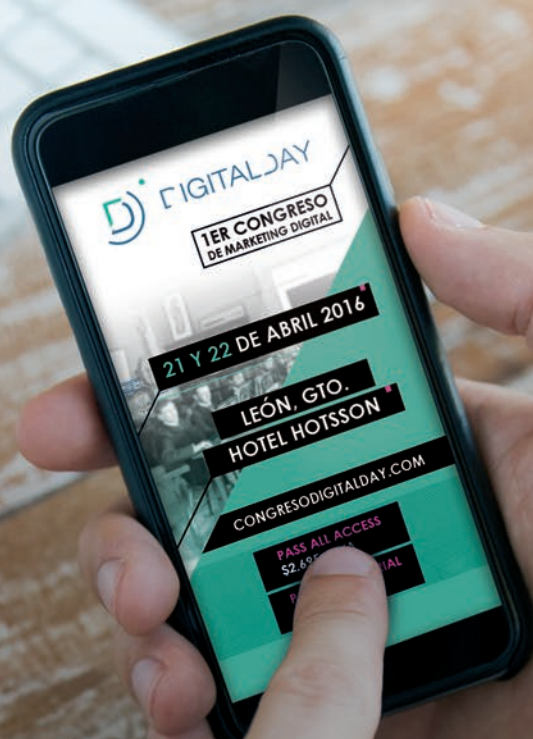 DIGITALDAY
1ER CONGRESO
DE MARKETING DIGITAL
21 Y 22 DE ABRIL 2016
LEÓN, GTO.
HOTEL HOTSSON
CONGRESODIGITALDAY.COM
PASS ALL ACCESS